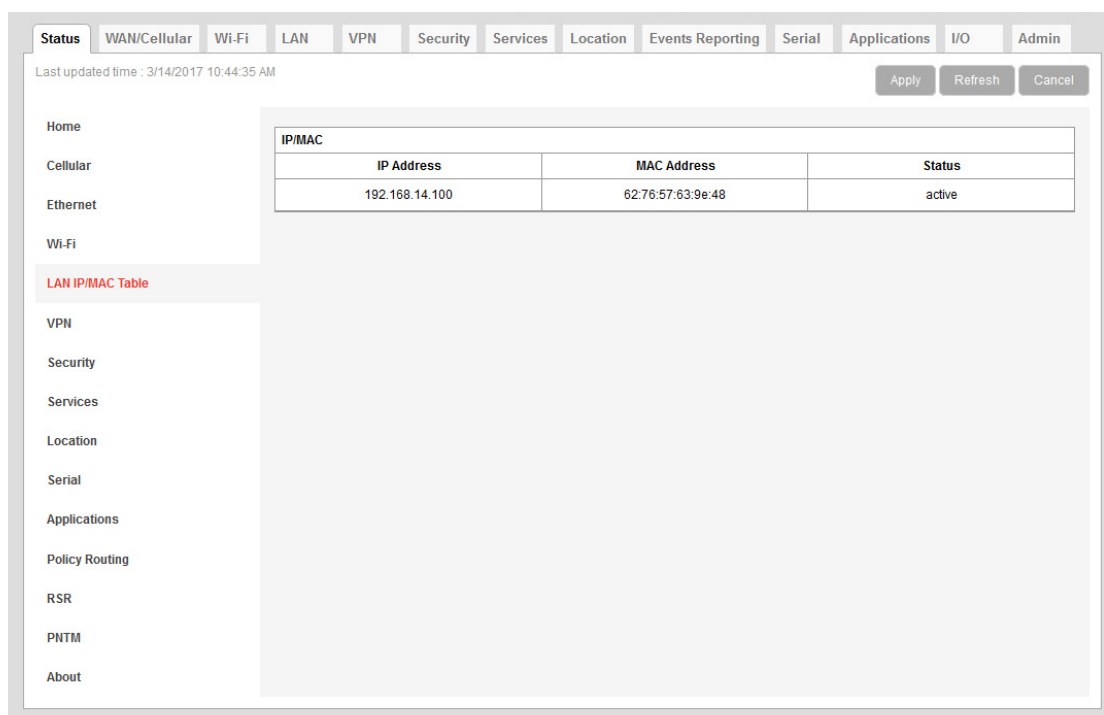 Status WAN/Cellular Wi-Fi LAN VPN Security Services Location Events Reporting Serial Applications I/O Admin
Last updated time : 3/14/2017 10:44:35 AM
Apply Refresh Cancel
Home
Cellular
Ethernet
Wi-Fi
LAN IP/MAC Table
VPN
Security
Services
Location
Serial
Applications
Policy Routing
RSR
PNTM
About
IP/MAC
IP Address MAC Address Status
192.168.14.100 62:76:57:63:9e:48 active